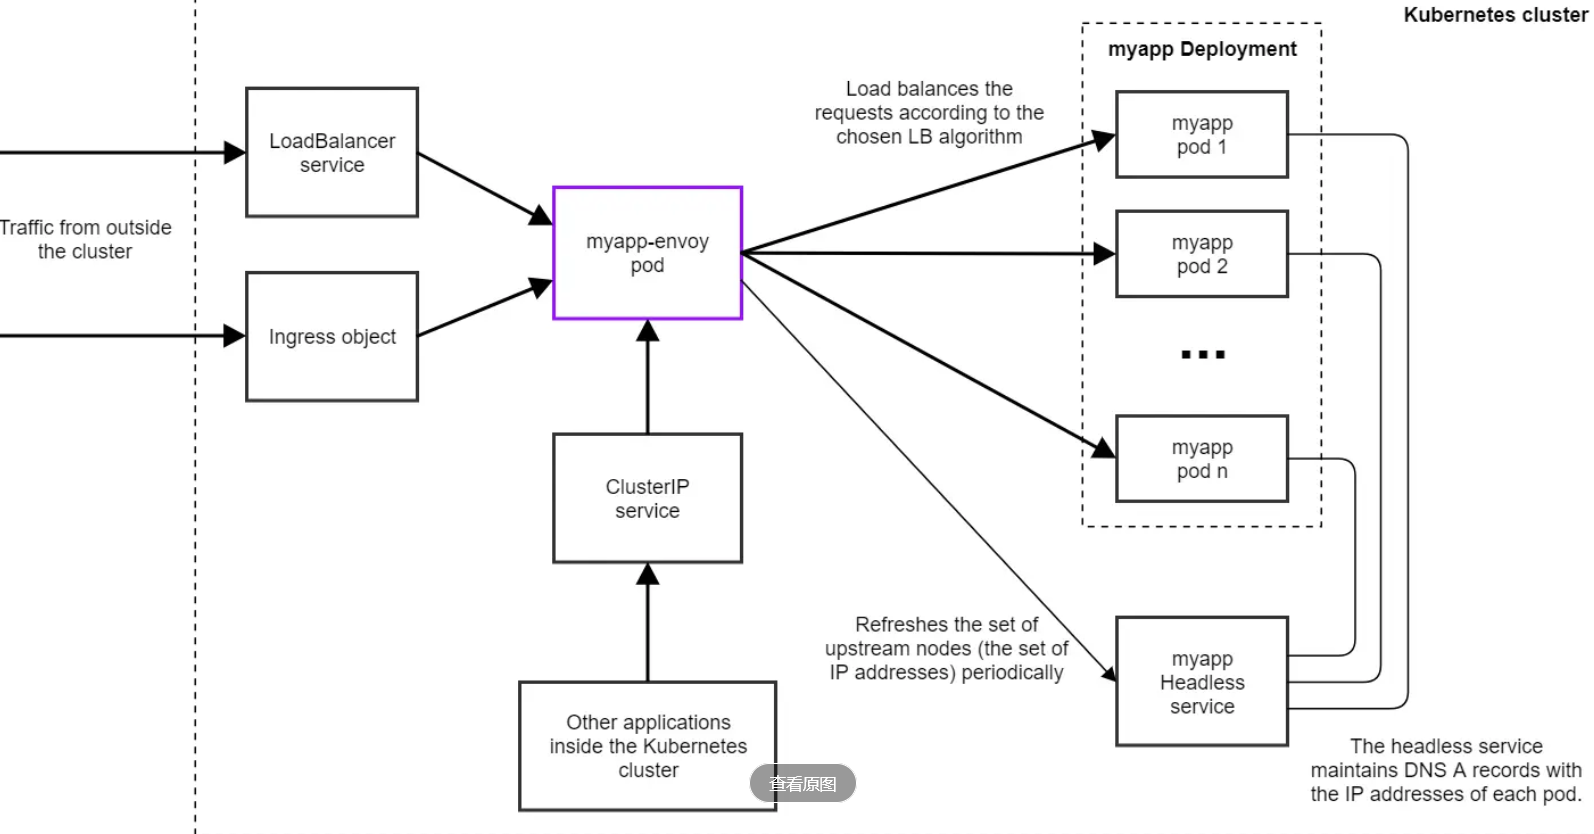 Kubernetes cluster
myapp Deployment
Load balances the
requests according to the
chosen LB algorithm
myapp
pod 1
LoadBalancer
service
Traffic from outside
the cluster
myapp-envoy
pod
myapp
pod 2
Ingress object
...
myapp
pod n
ClusterIP
service
Refreshes the set of
upstream nodes (the set of
IP addresses) periodically
myapp
Headless
service
Other applications
inside the Kubernetes
cluster
查看原图
The headless service
maintains DNS A records with
the IP addresses of each pod.